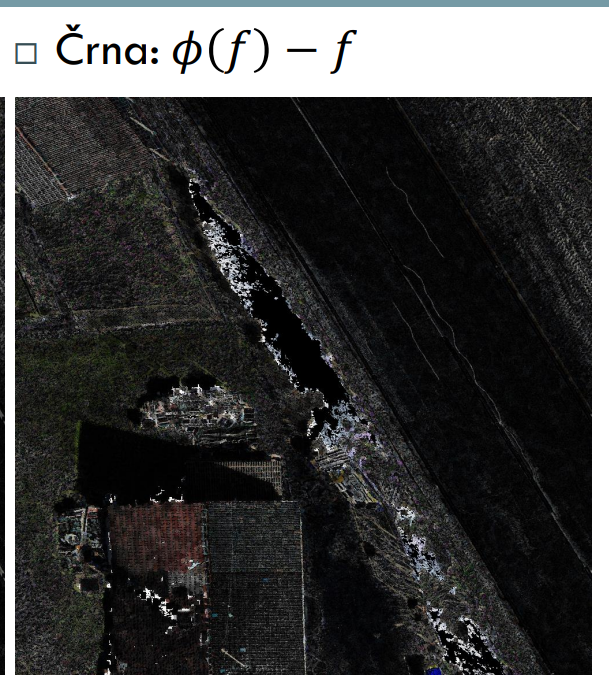 Črna: 𝜙(𝑓) − 𝑓